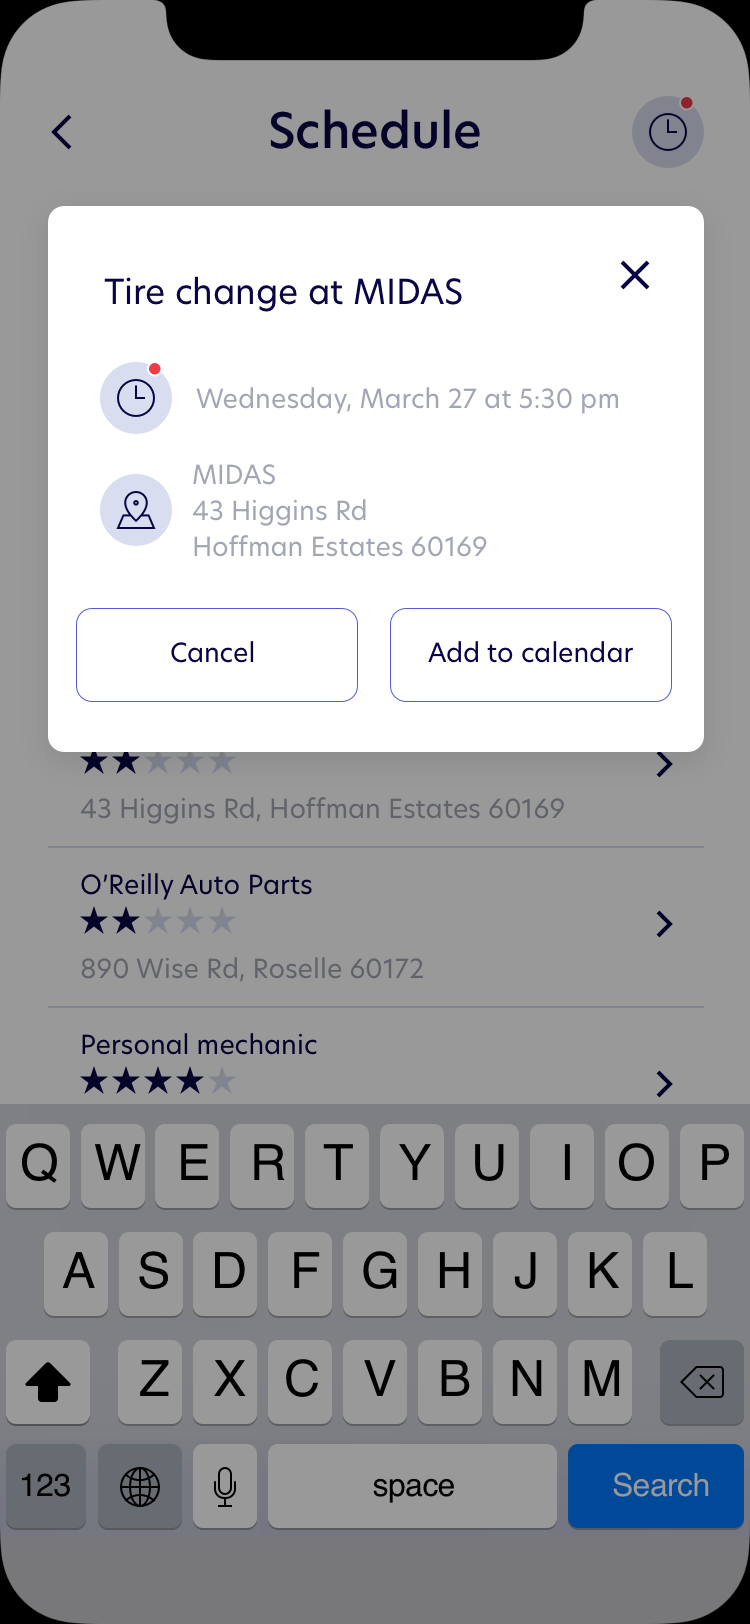 Schedule
Tire change at MIDAS
Wednesday, March 27 at 5:30 pm
MIDAS
43 Higgins Rd
Hoffman Estates 60169
Cancel
Add to calendar
43 Higgins Rd, Hoffman Estates 60169
O’Reilly Auto Parts
890 Wise Rd, Roselle 60172
Personal mechanic
Q W E R T Y U I O P
A S D F G H J K L
Z X C V B N M
123 space Search